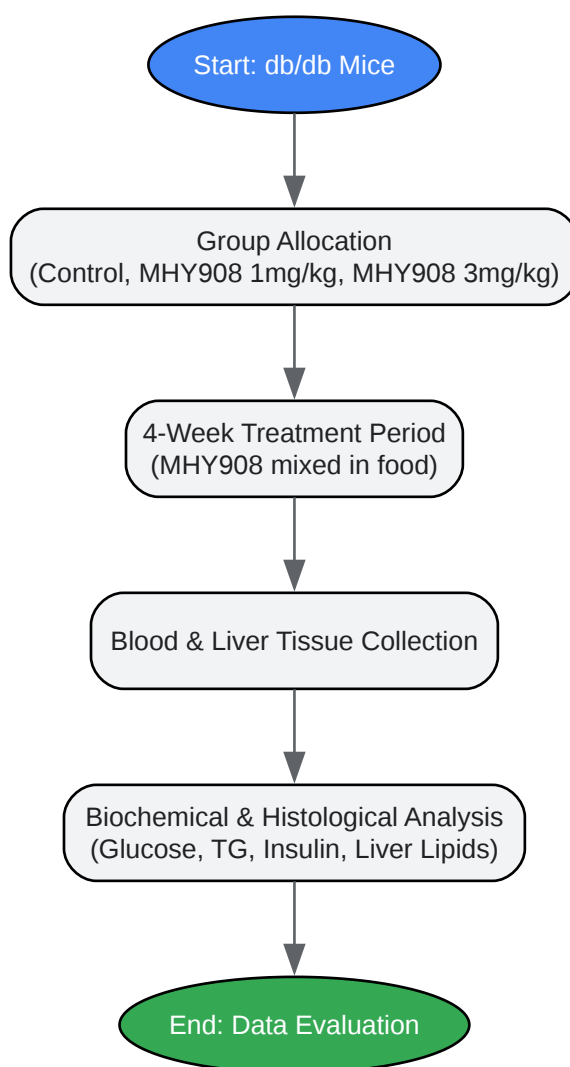 Start: db/db Mice
Group Allocation
(Control, MHY908 1mg/kg, MHY908 3mg/kg)
4-Week Treatment Period
(MHY908 mixed in food)
Blood & Liver Tissue Collection
Biochemical & Histological Analysis
(Glucose, TG, Insulin, Liver Lipids)
End: Data Evaluation